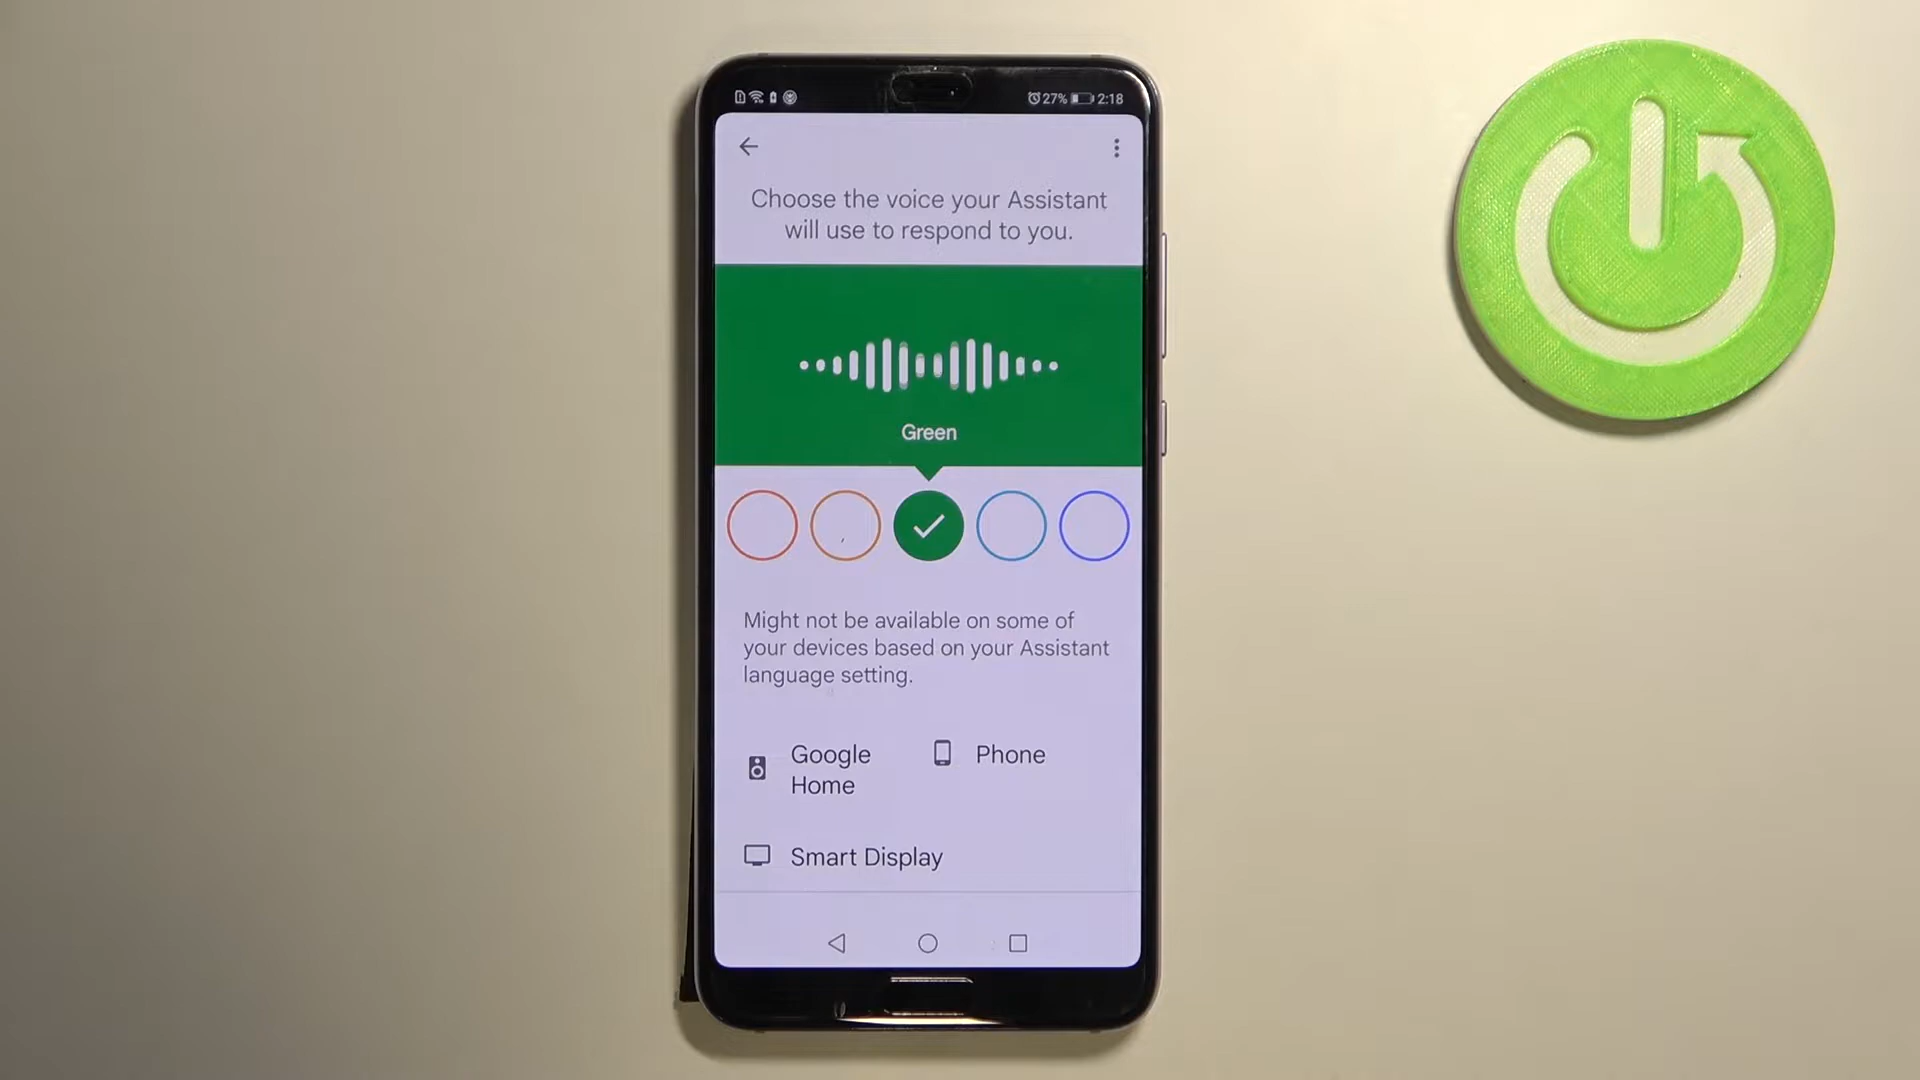 27% 2:18
Choose the voice your Assistant
will use to respond to you.
Green
Might not be available on some of
your devices based on your Assistant
language setting.
Google
Home
Phone
Smart Display